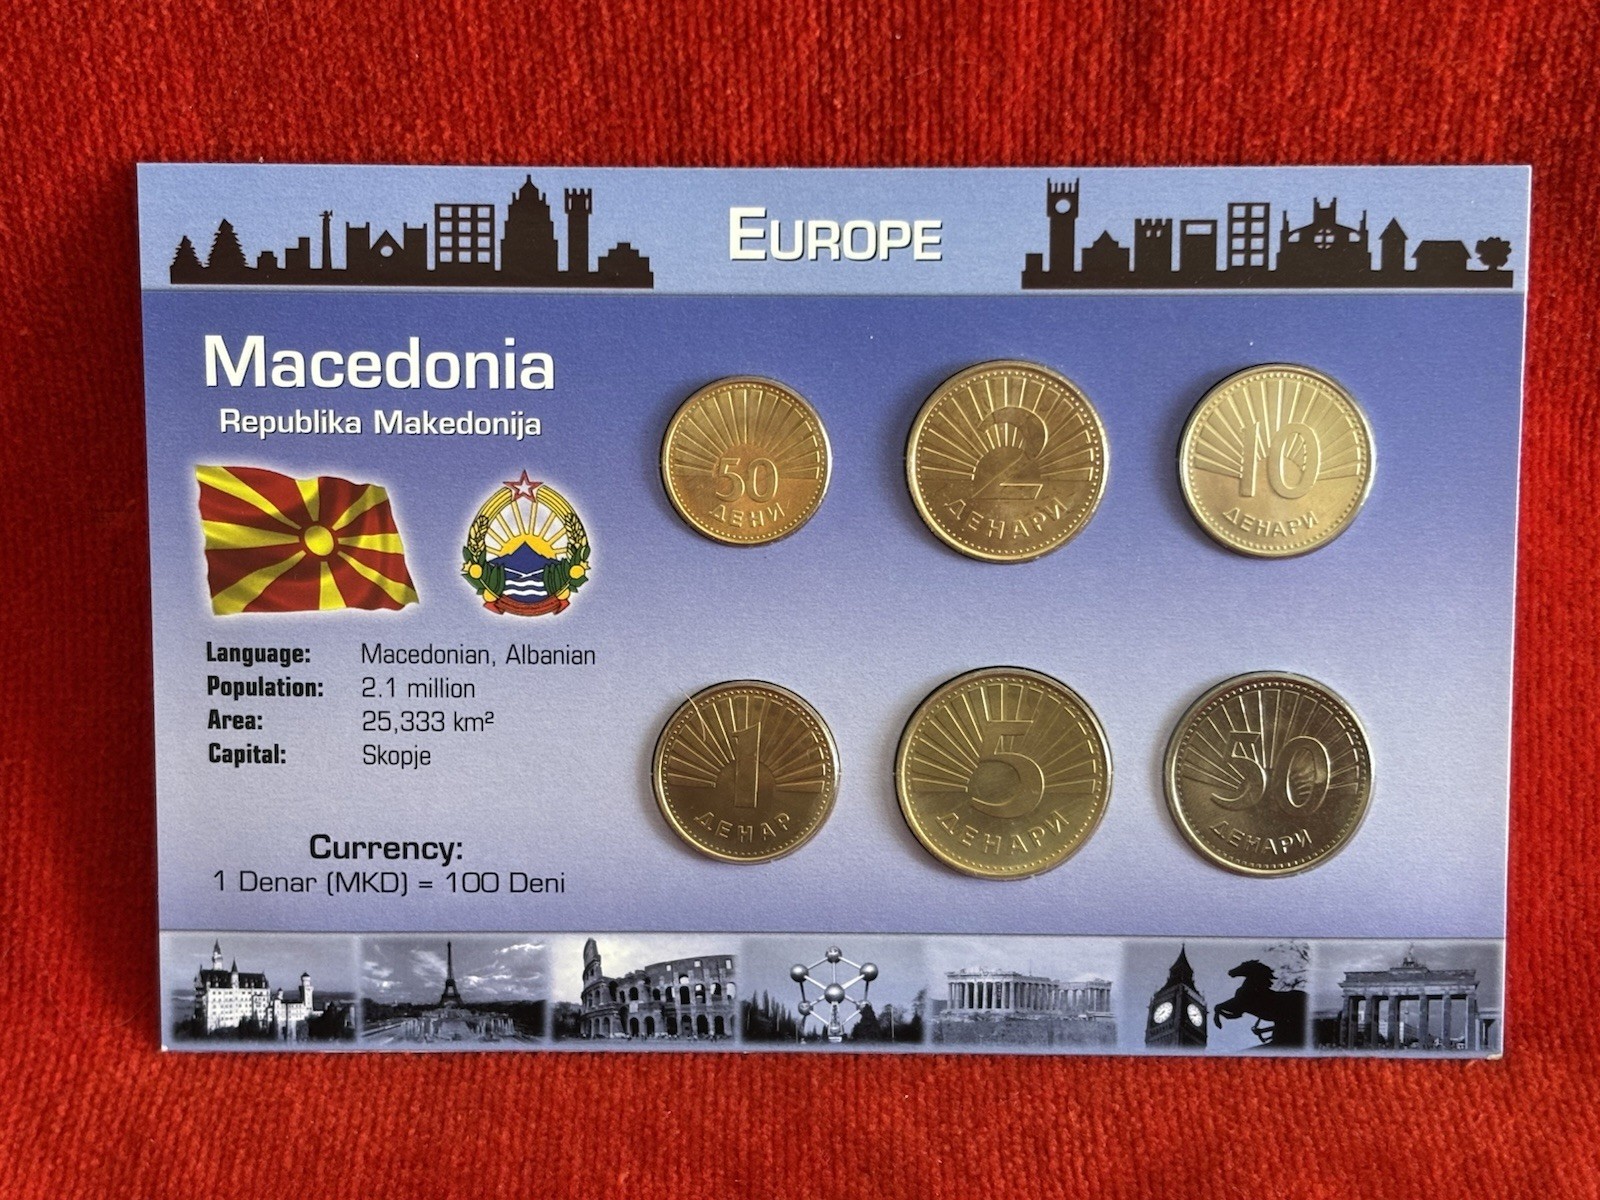 EUROPE
Macedonia
Republika Makedonija
Language: Macedonian, Albanian
Population: 2.1 million
Area: 25,333 km²
Capital: Skopje
Currency:
1 Denar (MKD) = 100 Deni
50
ДЕНИ
2
ДЕНАРИ
10
ДЕНАРИ
1
ДЕНАР
5
ДЕНАРИ
50
ДЕНАРИ